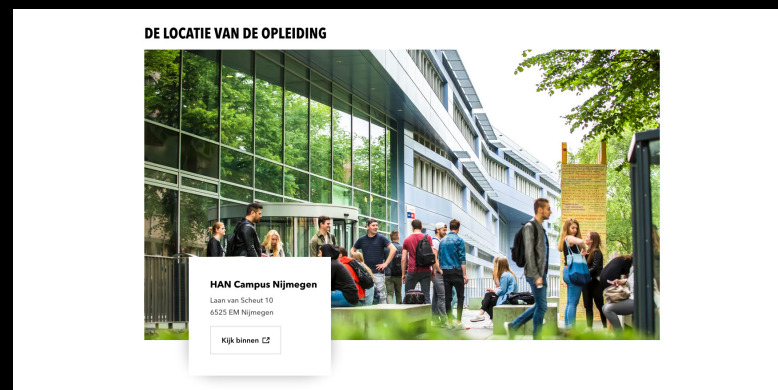 DE LOCATIE VAN DE OPLEIDING
HAN Campus Nijmegen
Laan van Scheut 10
6525 EM Nijmegen
Kijk binnen